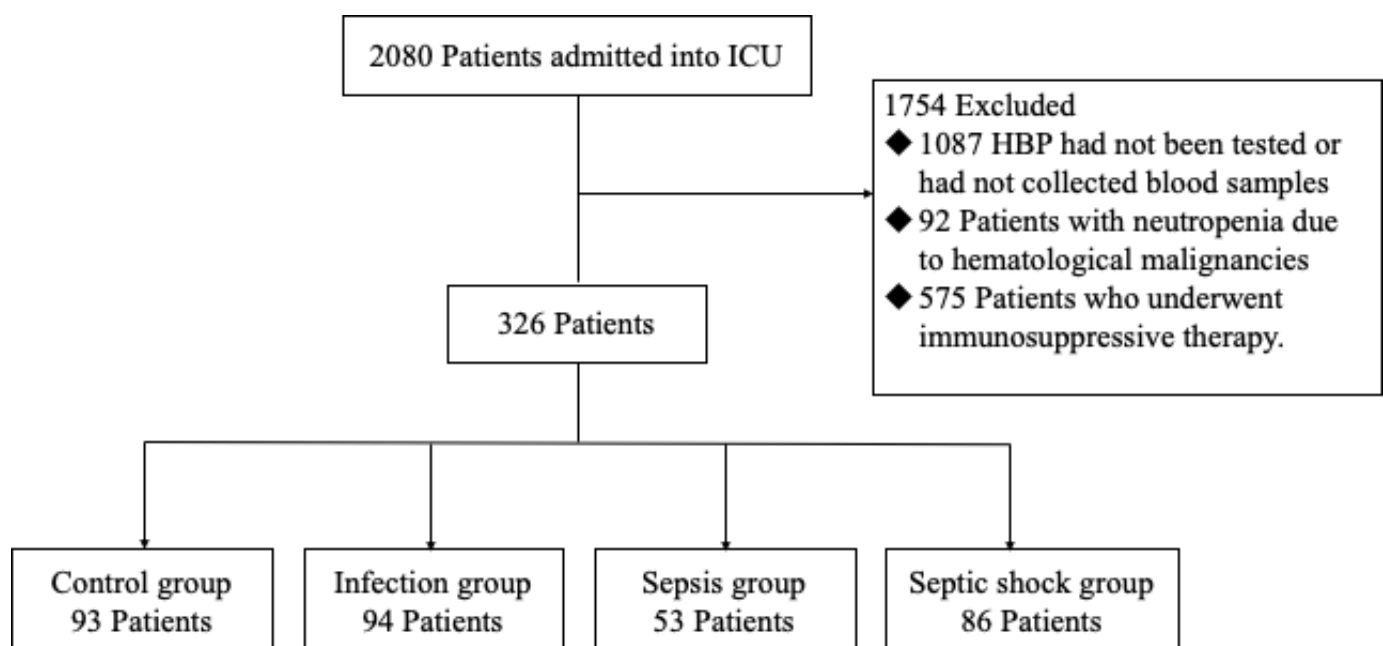 2080 Patients admitted into ICU
1754 Excluded
◆ 1087 HBP had not been tested or
had not collected blood samples
◆ 92 Patients with neutropenia due
to hematological malignancies
◆ 575 Patients who underwent
immunosuppressive therapy.
326 Patients
Control group
93 Patients
Infection group
94 Patients
Sepsis group
53 Patients
Septic shock group
86 Patients